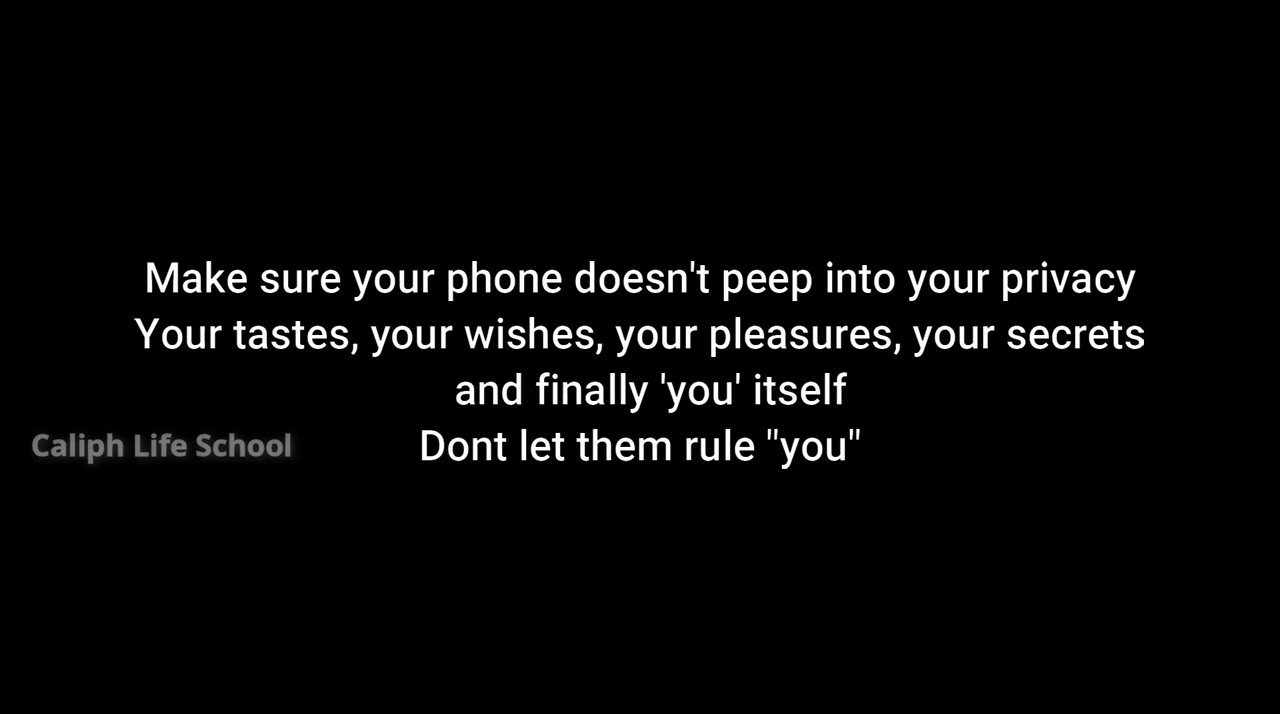 Make sure your phone doesn't peep into your privacy
Your tastes, your wishes, your pleasures, your secrets
and finally 'you' itself
Dont let them rule "you"
Caliph Life School